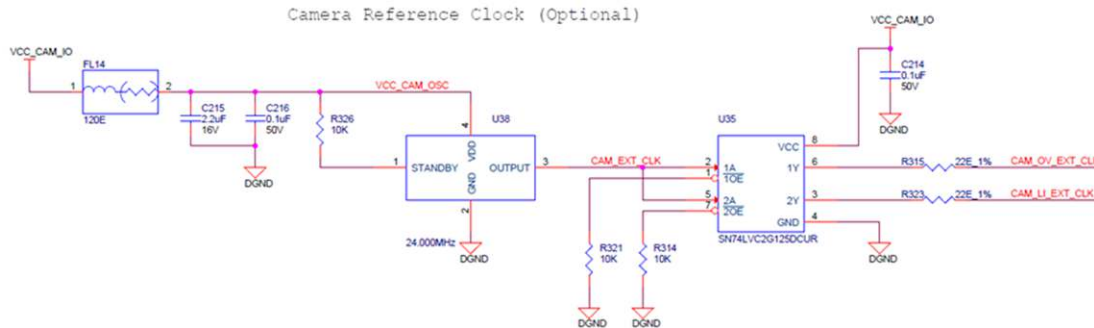 Camera Reference Clock (Optional)
VCC_CAM_IO
FL14
1
2
120E
C215
2.2uF
16V
C216
0.1uF
50V
DGND
R326
10K
VCC_CAM_OSC
U38
4
VDD
1
STANDBY
OUTPUT
3
GND
2
24.000MHz
DGND
CAM_EXT_CLK
R321
10K
DGND
R314
10K
DGND
VCC_CAM_IO
C214
0.1uF
50V
DGND
U35
VCC
8
2
1A
1Y
6
1
1OE
5
2A
2Y
3
7
2OE
GND
4
SN74LVC2G125DCUR
DGND
R315
22E_1%
CAM_OV_EXT_CL
R323
22E_1%
CAM_LI_EXT_CLK